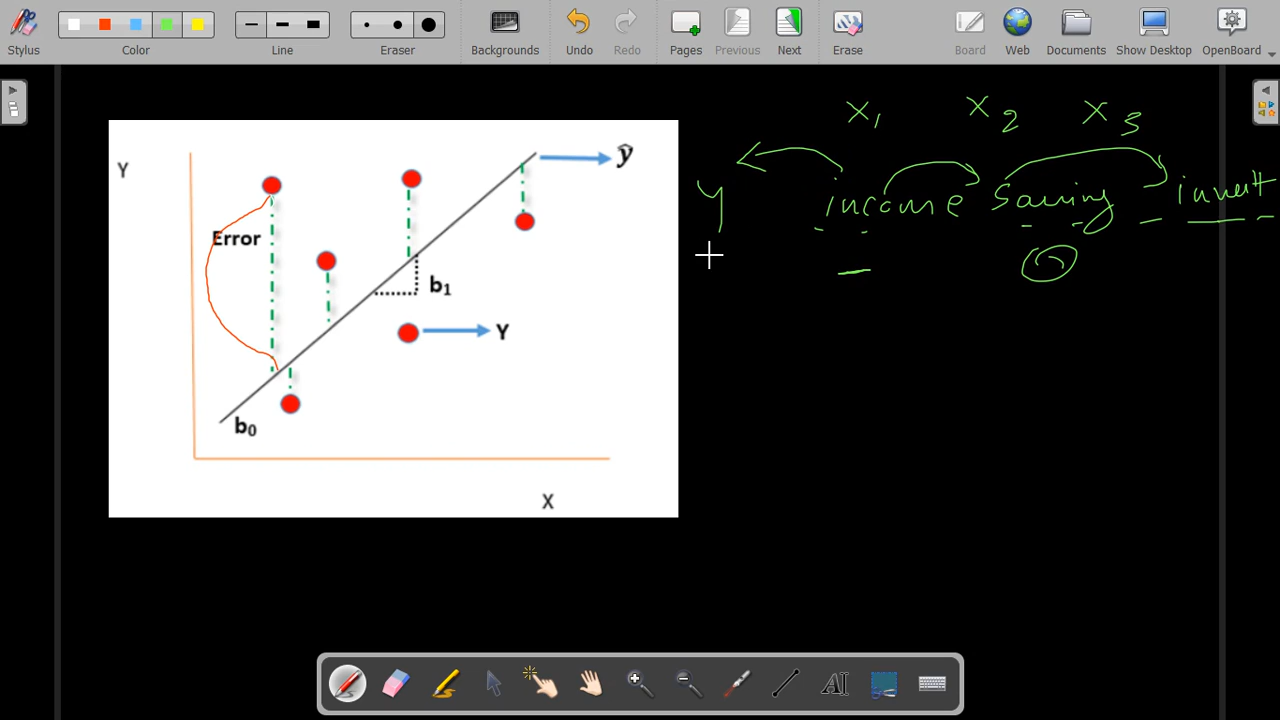 Stylus Color Line Eraser Backgrounds Undo Redo Pages Previous Next Erase Board Web Documents Show Desktop OpenBoard
Y
ŷ
Error
b1
Y
b0
X
X1 X2 X3
Y income Saving